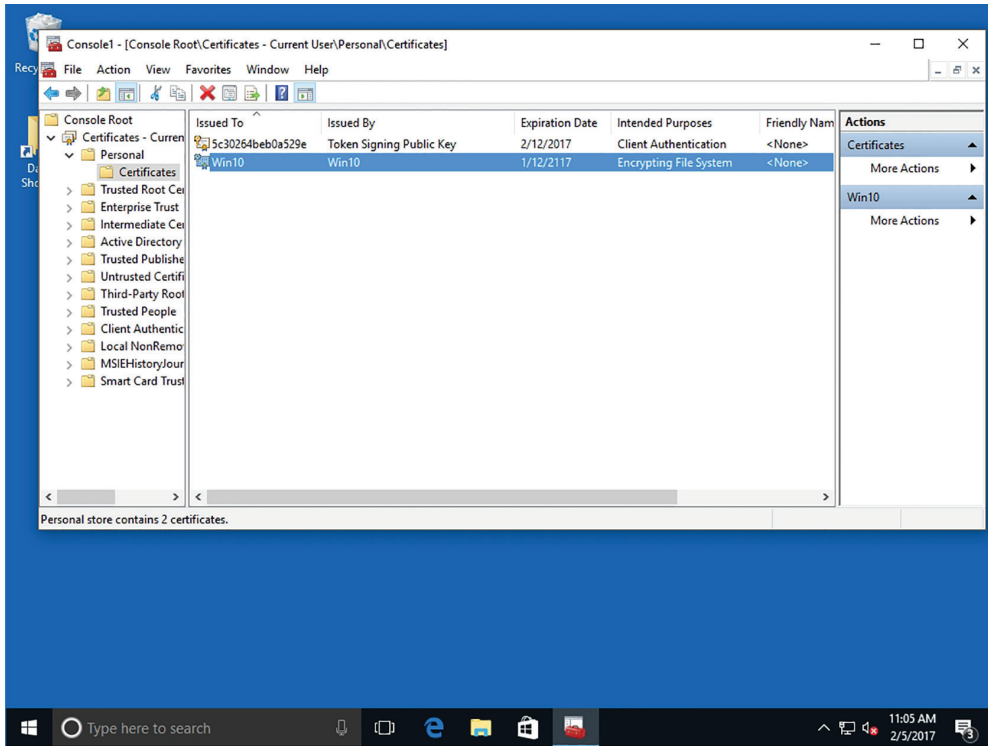 Recy
Da
Sho
Console1 - [Console Root\Certificates - Current User\Personal\Certificates]
File Action View Favorites Window Help
Console Root
Certificates - Curren
Personal
Certificates
Trusted Root Cer
Enterprise Trust
Intermediate Cer
Active Directory
Trusted Publishe
Untrusted Certifi
Third-Party Root
Trusted People
Client Authentic
Local NonRemo
MSIEHistoryJour
Smart Card Trust
Issued To Issued By Expiration Date Intended Purposes Friendly Nam
5c30264beb0a529e Token Signing Public Key 2/12/2017 Client Authentication <None>
Win10 Win10 1/12/2117 Encrypting File System <None>
Actions
Certificates
More Actions
Win10
More Actions
Personal store contains 2 certificates.
Type here to search
11:05 AM
2/5/2017
3